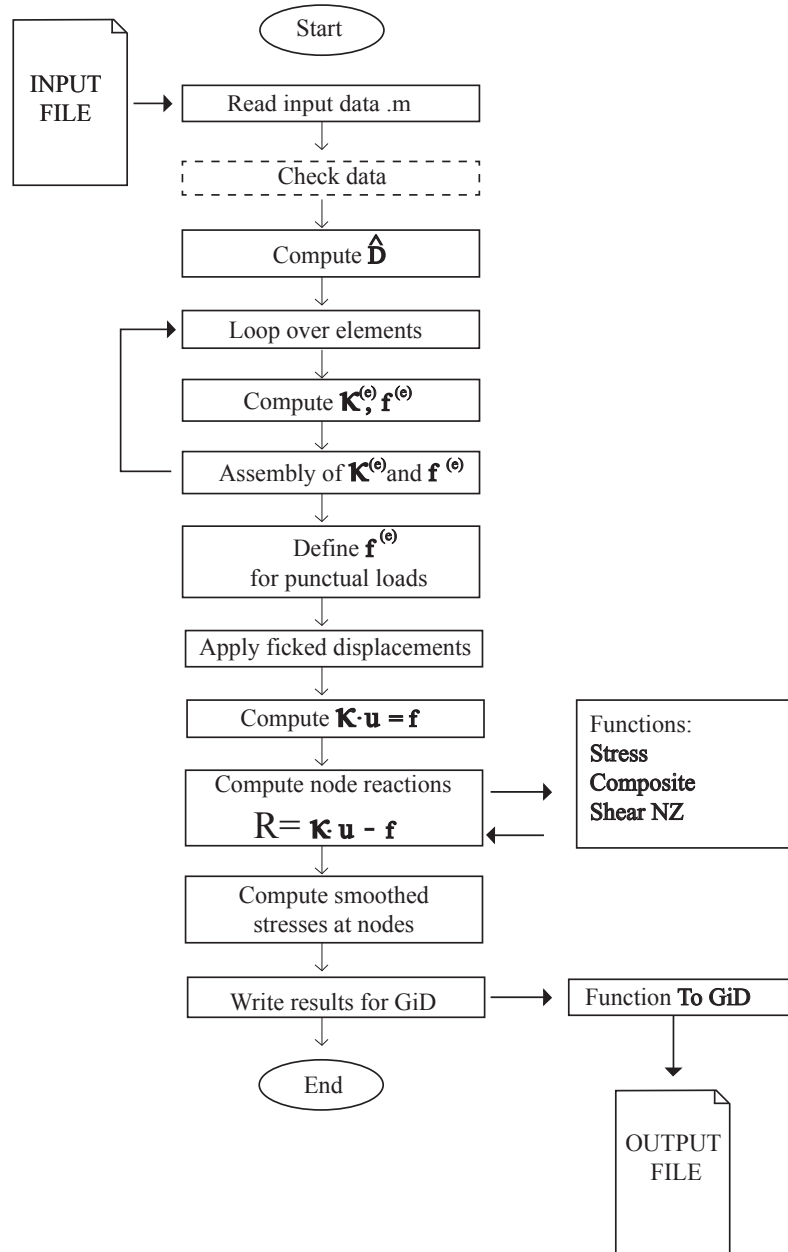 Start
INPUT
FILE
Read input data .m
Check data
Compute D̂
Loop over elements
Compute K(e), f(e)
Assembly of K(e) and f (e)
Define f(e)
for punctual loads
Apply ficked displacements
Compute K·u = f
Functions:
Stress
Composite
Shear NZ
Compute node reactions
R= K·u - f
Compute smoothed
stresses at nodes
Write results for GiD
Function To GiD
End
OUTPUT
FILE